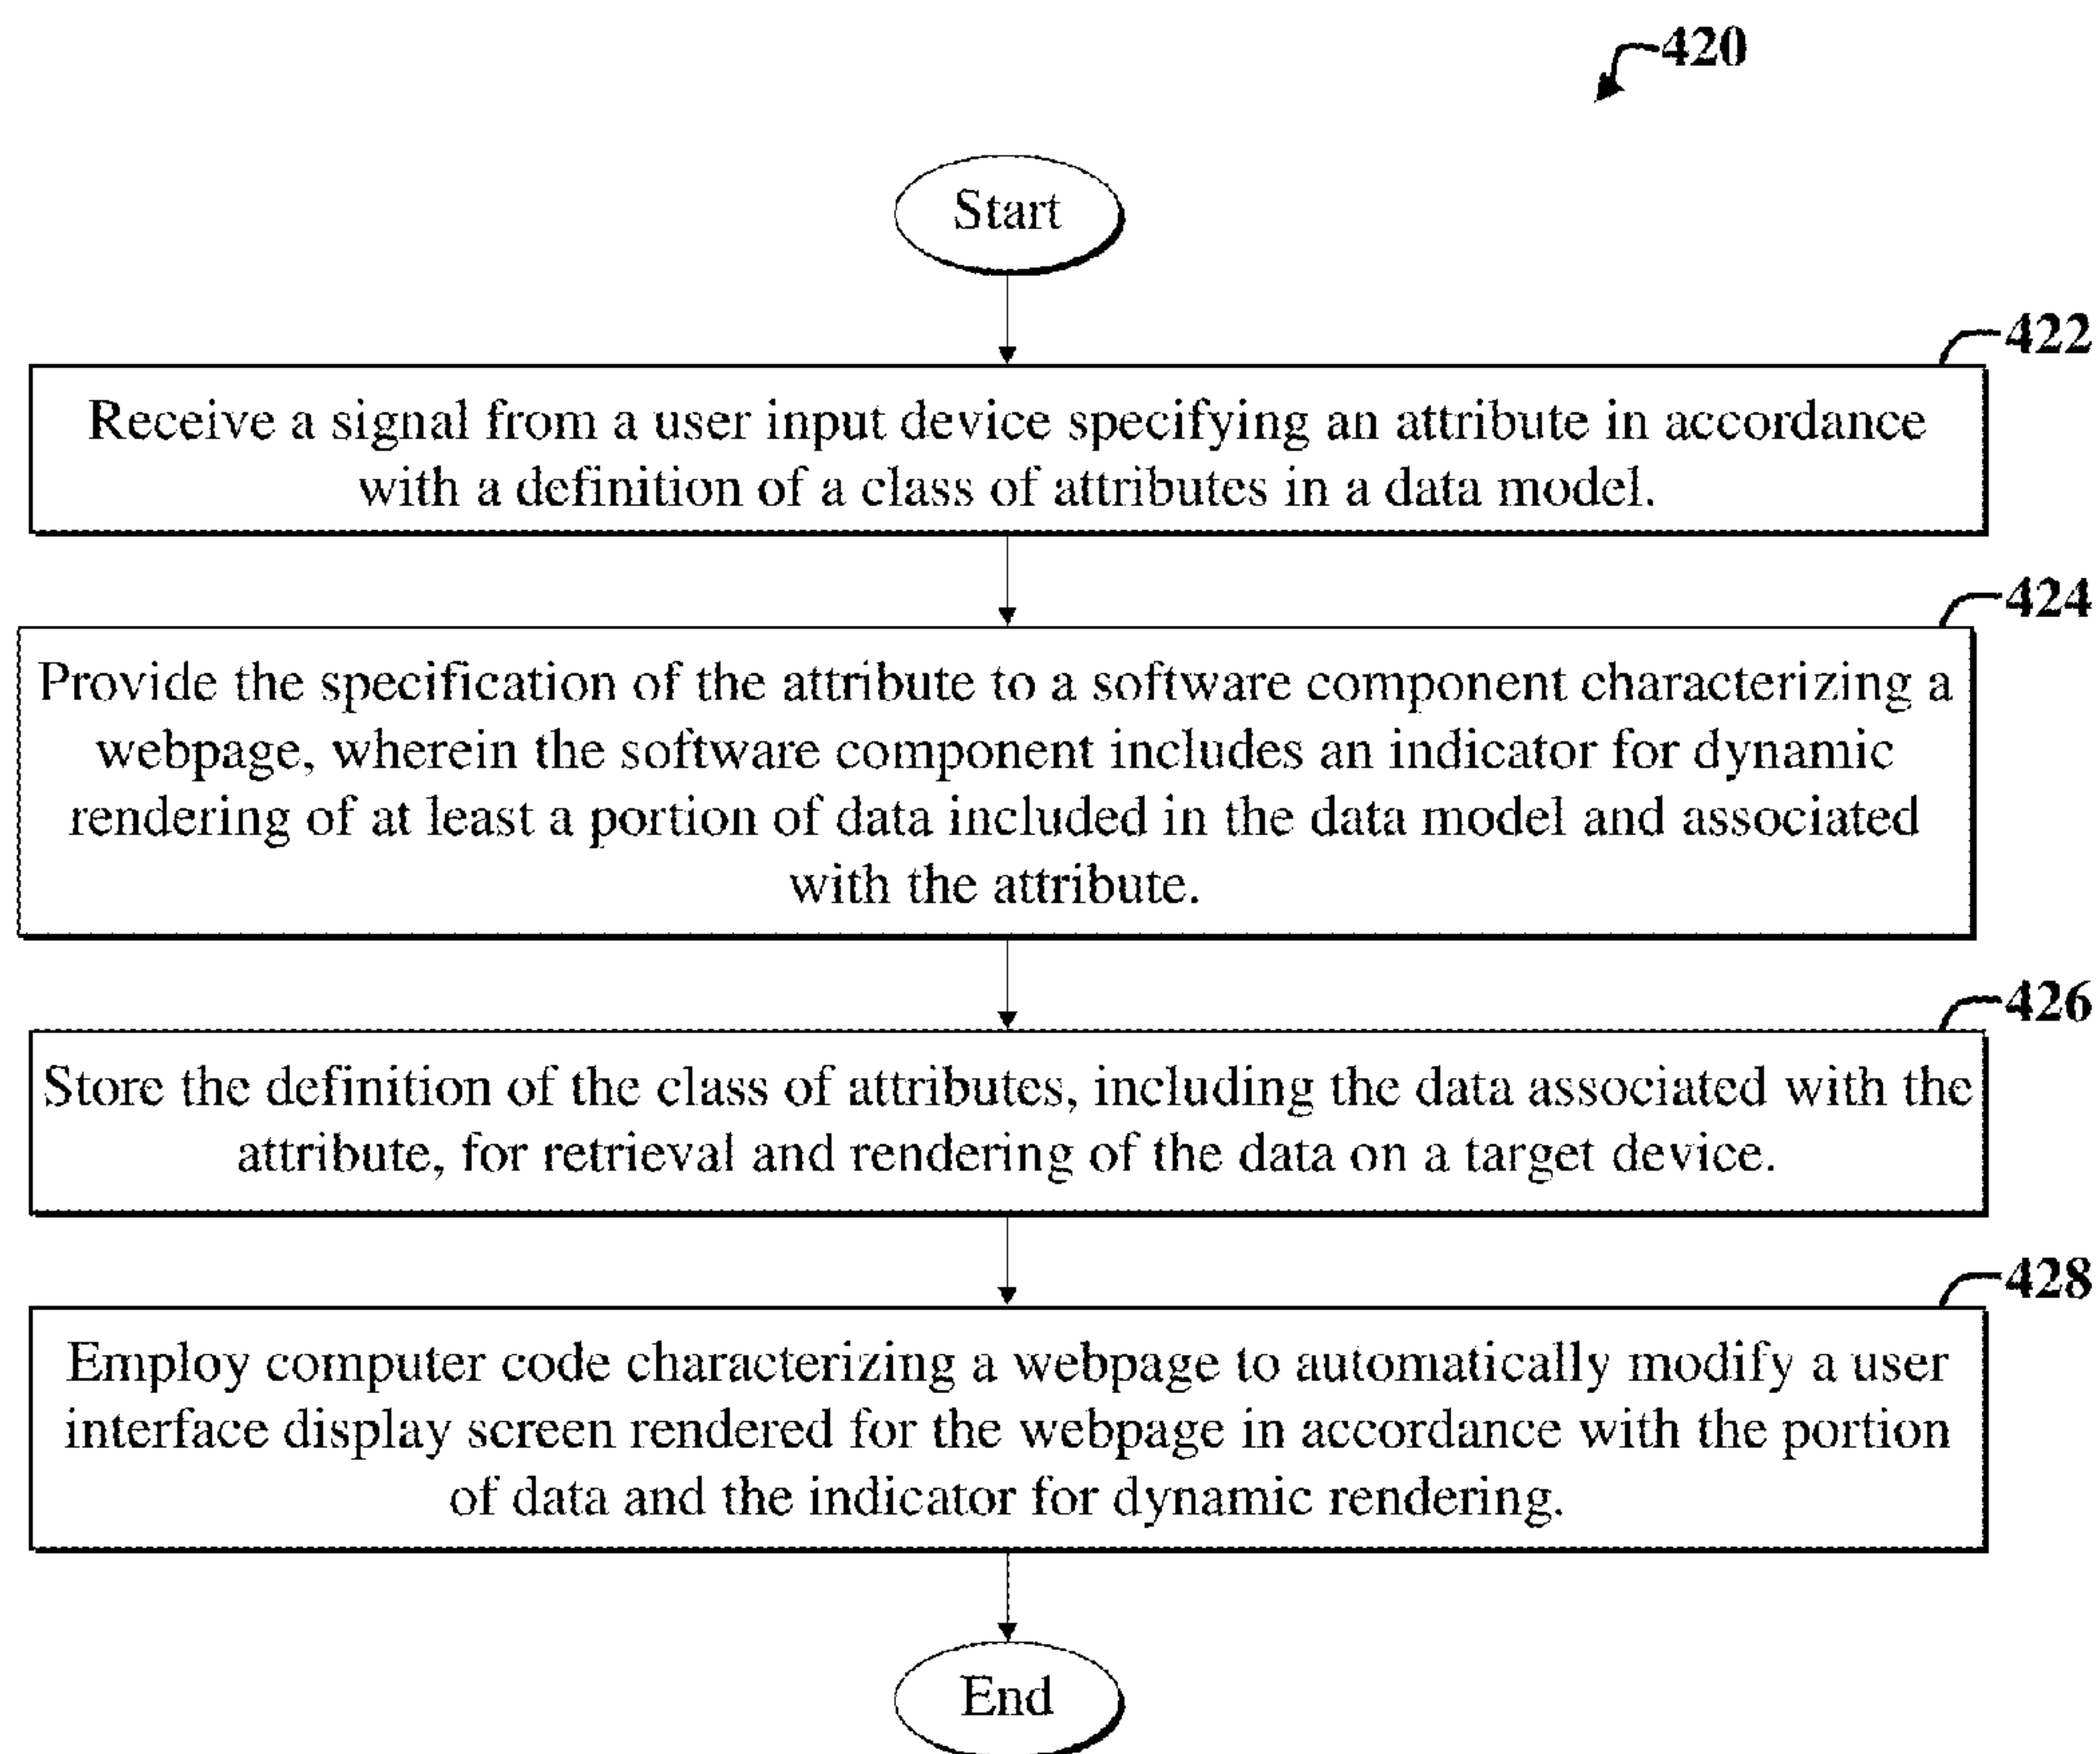 420
Start
422
Receive a signal from a user input device specifying an attribute in accordance
with a definition of a class of attributes in a data model.
424
Provide the specification of the attribute to a software component characterizing a
webpage, wherein the software component includes an indicator for dynamic
rendering of at least a portion of data included in the data model and associated
with the attribute.
426
Store the definition of the class of attributes, including the data associated with the
attribute, for retrieval and rendering of the data on a target device.
428
Employ computer code characterizing a webpage to automatically modify a user
interface display screen rendered for the webpage in accordance with the portion
of data and the indicator for dynamic rendering.
End